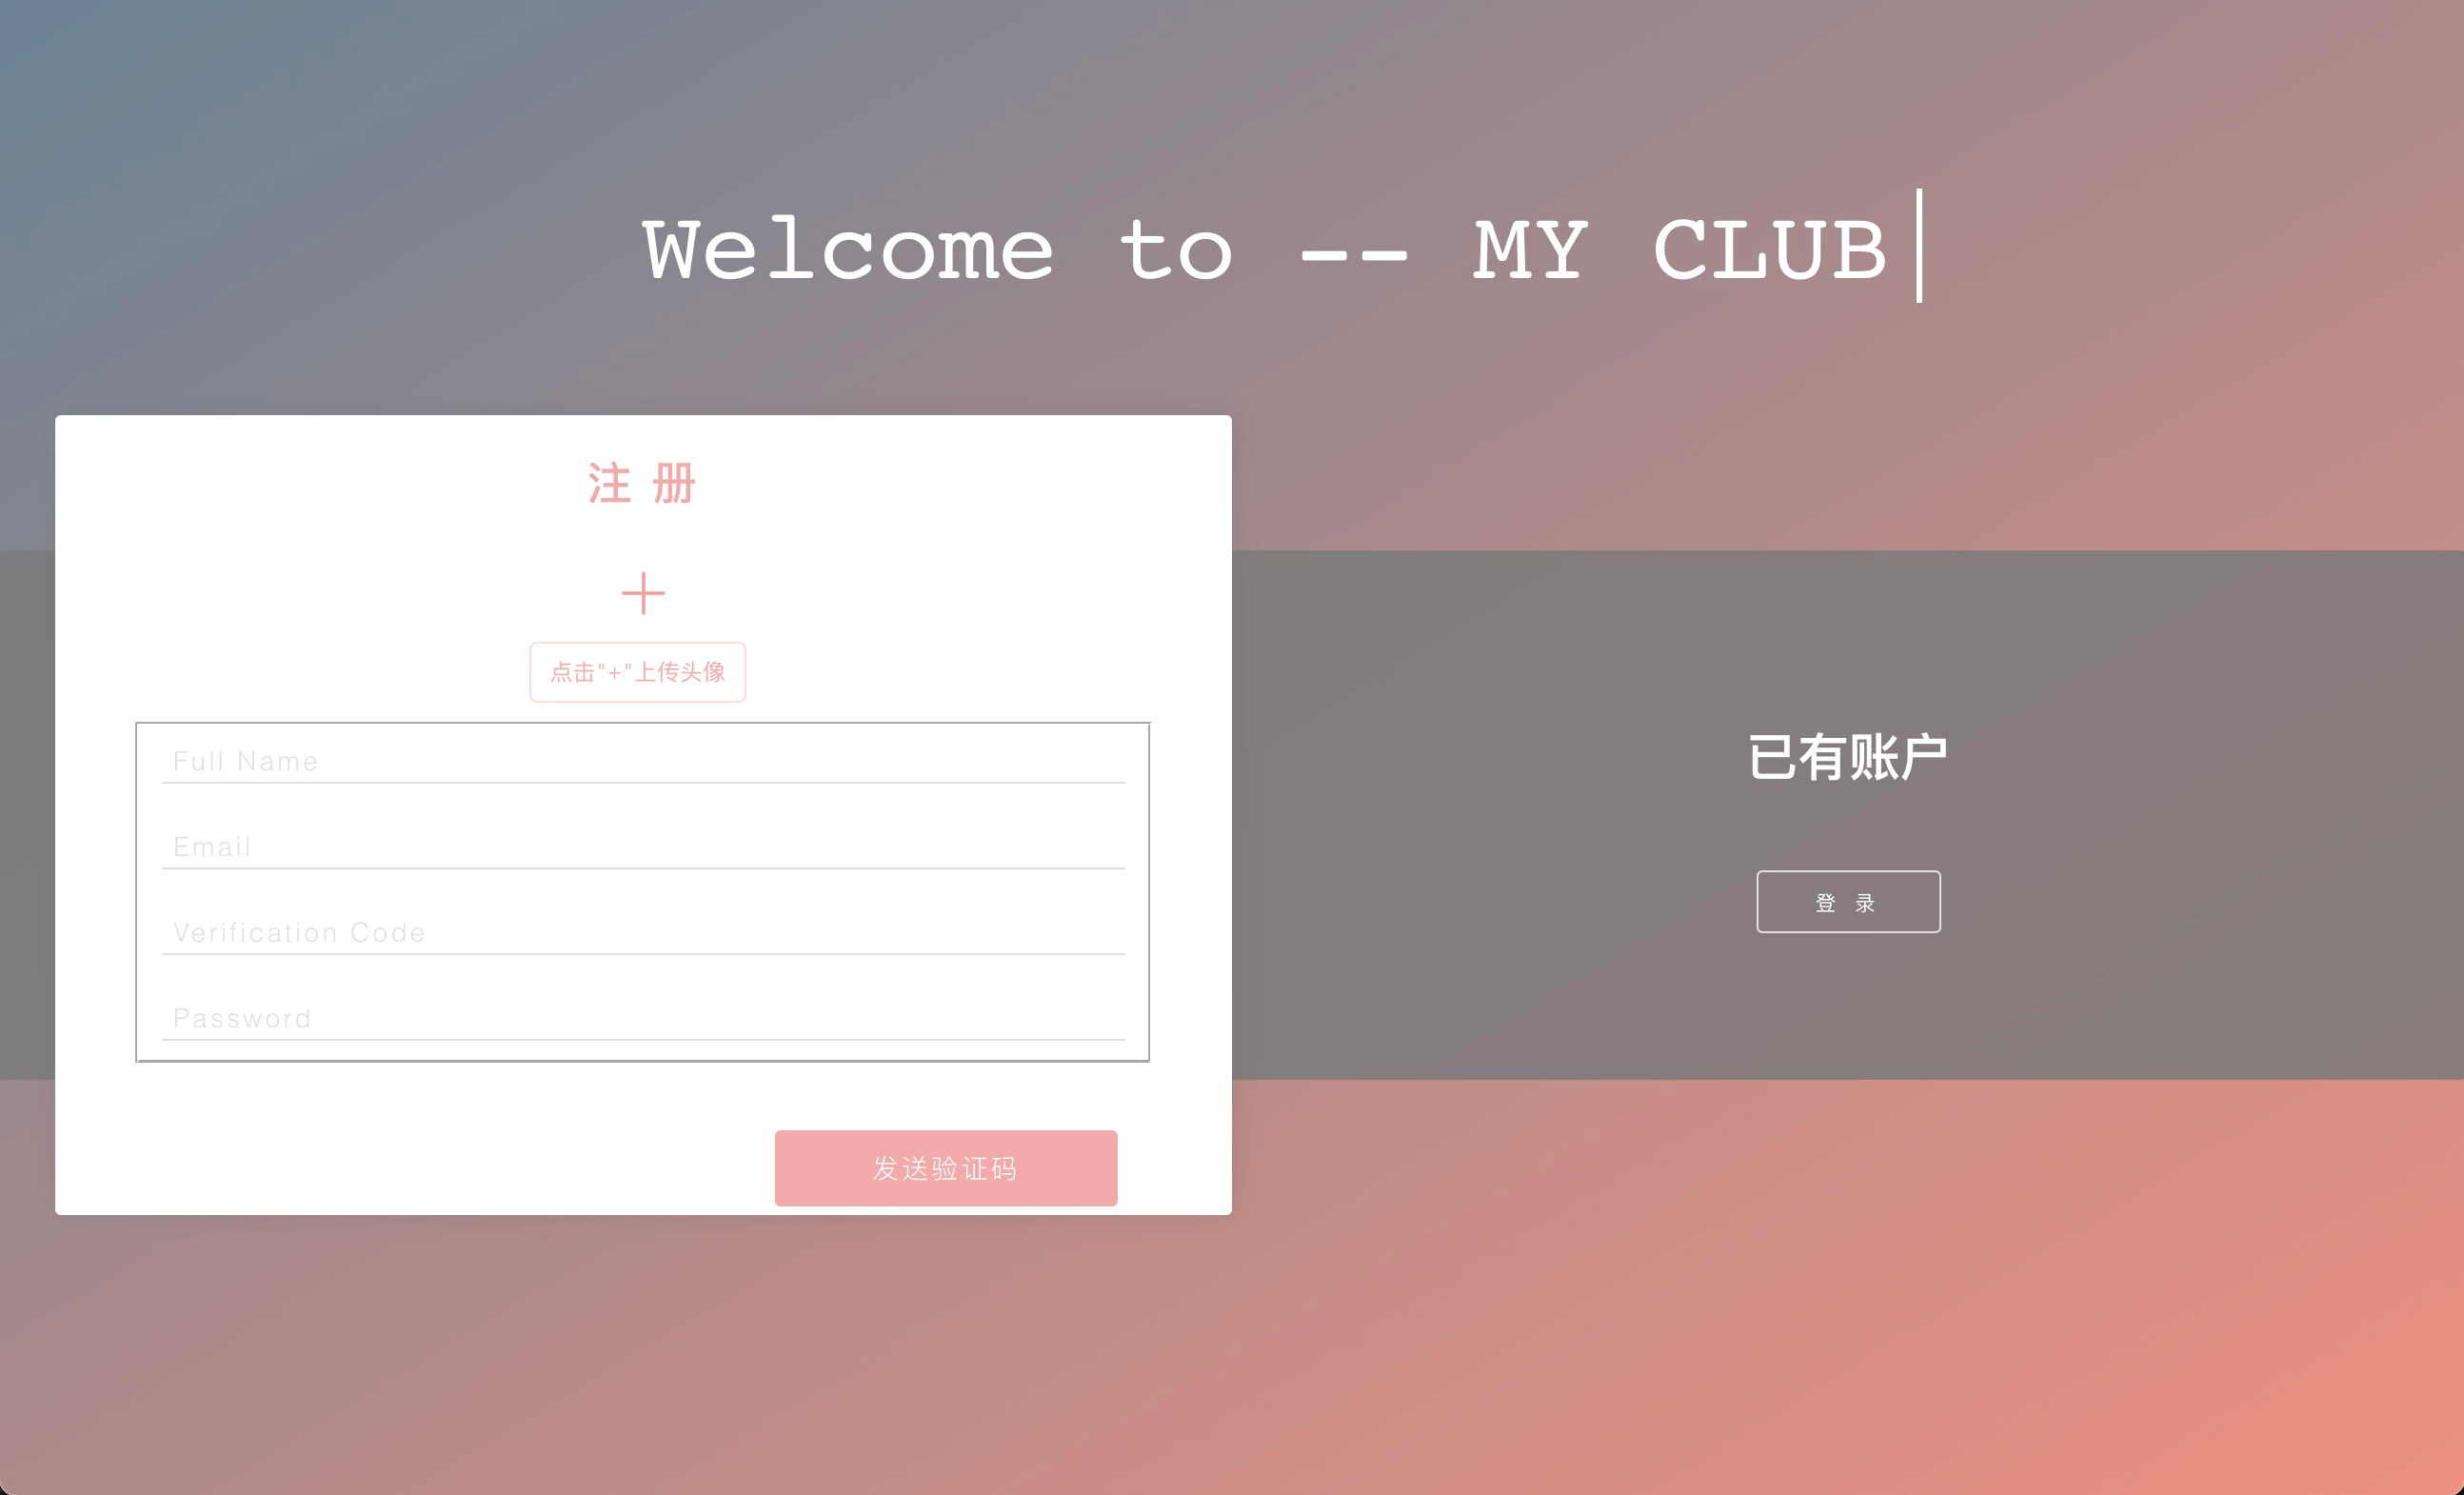 Welcome to -- MY CLUB
注 册
点击"+"上传头像
Full Name
Email
Verification Code
Password
发送验证码
已有账户
登 录